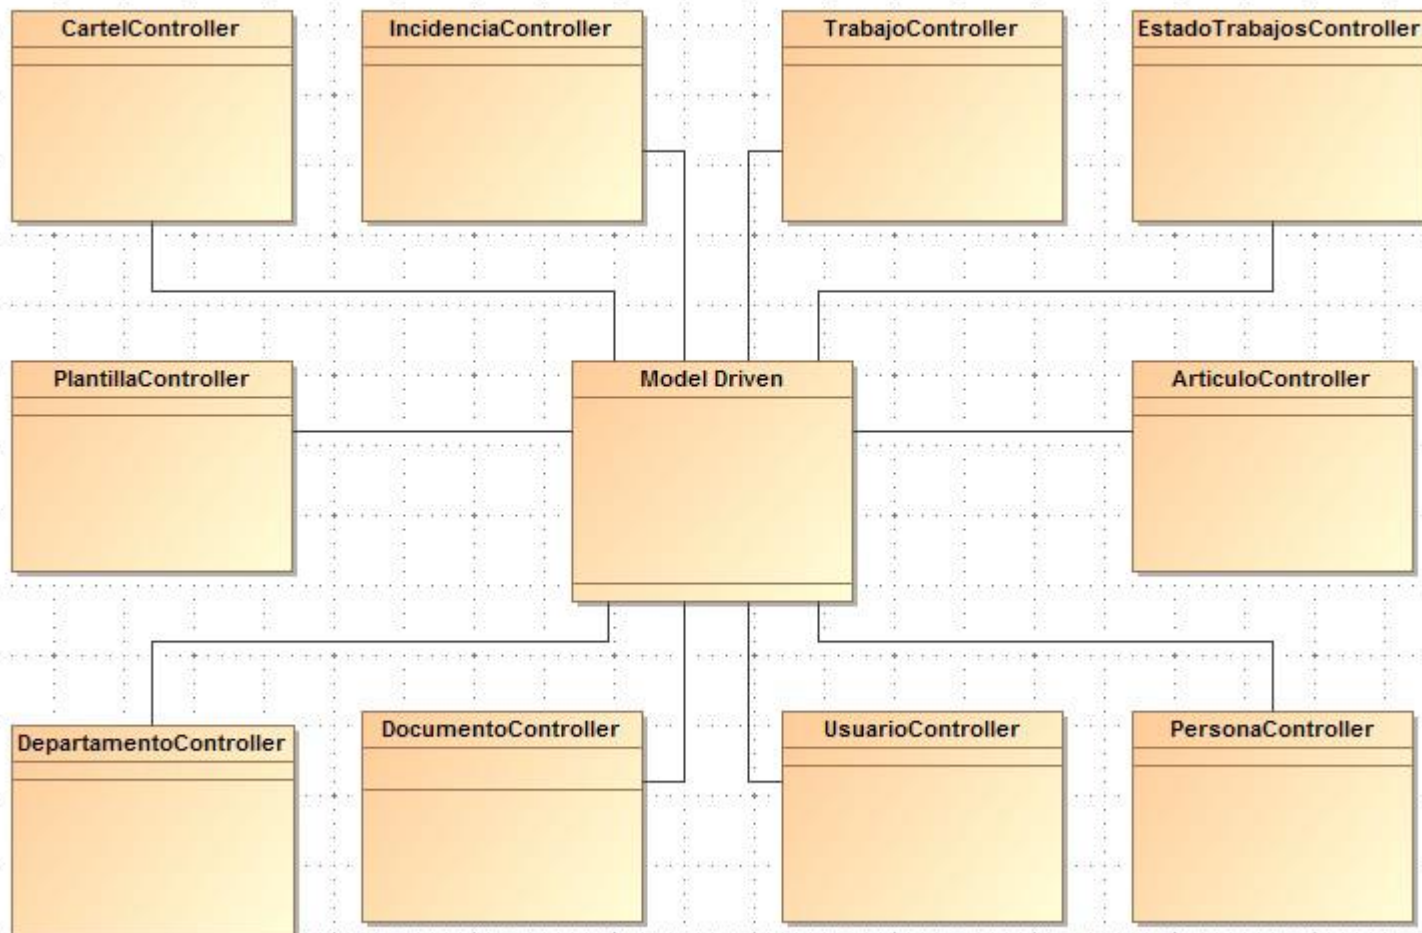 CartelController
IncidenciaController
TrabajoController
EstadoTrabajosController
PlantillaController
Model Driven
ArticuloController
DepartamentoController
DocumentoController
UsuarioController
PersonaController